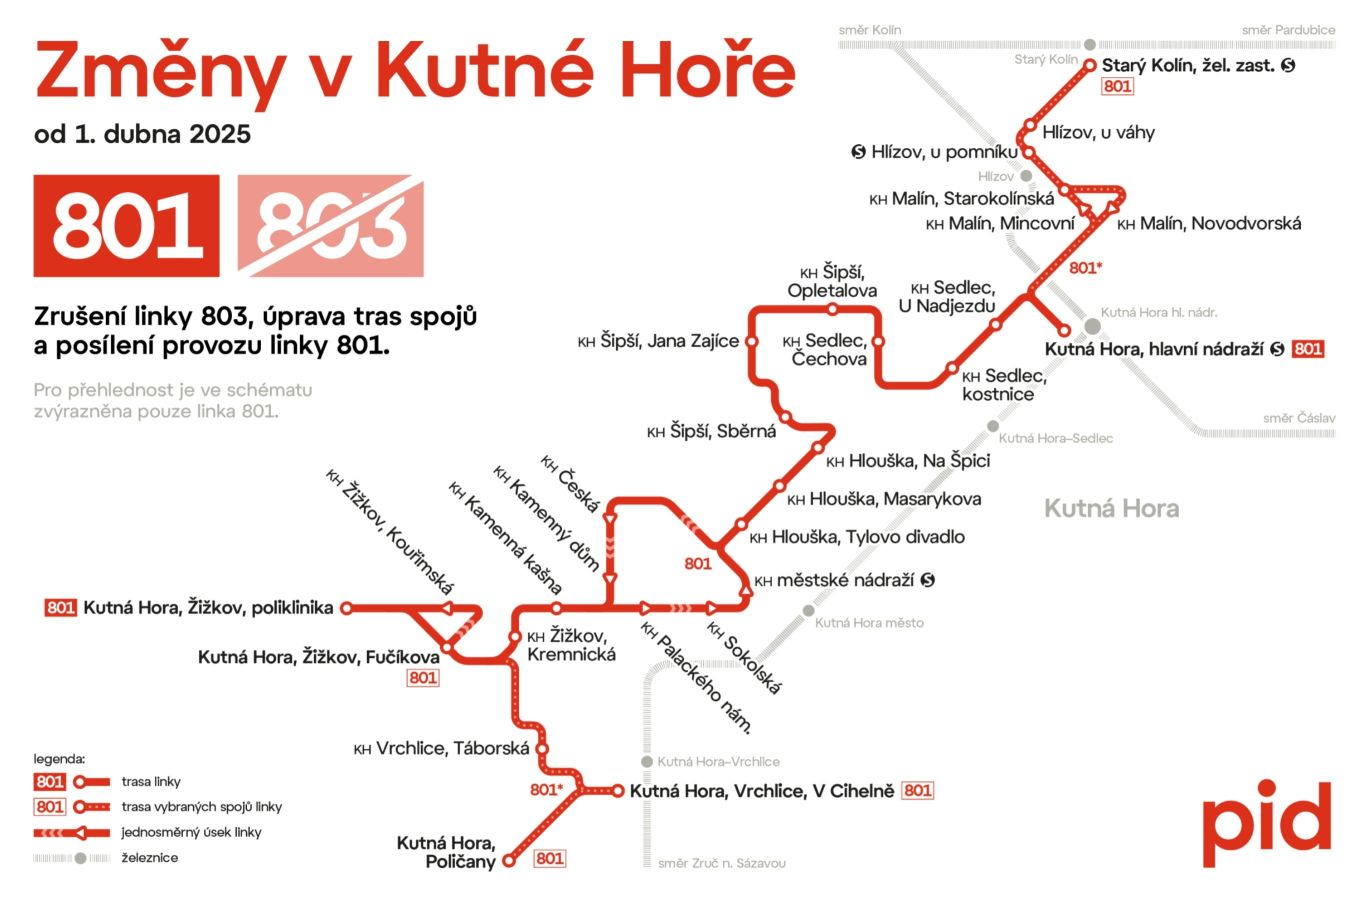 Změny v Kutné Hoře
od 1. dubna 2025
801
803
Zrušení linky 803, úprava tras spojů
a posílení provozu linky 801.
Pro přehlednost je ve schématu
zvýrazněna pouze linka 801.
směr Kolín
směr Pardubice
Starý Kolín
Starý Kolín, žel. zast. S
801
Hlízov, u váhy
S Hlízov, u pomníku
Hlízov
KH Malín, Starokolínská
KH Malín, Mincovní
KH Malín, Novodvorská
801*
KH Šipší,
Opletalova
KH Sedlec,
U Nadjezdu
Kutná Hora hl. nádr.
KH Šipší, Jana Zajíce
KH Sedlec,
Čechova
Kutná Hora, hlavní nádraží S 801
KH Sedlec,
kostnice
směr Čáslav
KH Šipší, Sběrná
Kutná Hora–Sedlec
KH Hlouška, Na Špici
KH Hlouška, Masarykova
Kutná Hora
KH Hlouška, Tylovo divadlo
KH Žižkov, Kouřimská
KH Kamenná kašna
KH Kamenný dům
KH Česká
801
KH městské nádraží S
801 Kutná Hora, Žižkov, poliklinika
Kutná Hora město
KH Žižkov,
Kremnická
KH Palackého nám.
KH Sokolská
Kutná Hora, Žižkov, Fučíkova
801
KH Vrchlice, Táborská
Kutná Hora–Vrchlice
801*
Kutná Hora, Vrchlice, V Cihelně 801
Kutná Hora,
Poličany
801
směr Zruč n. Sázavou
legenda:
801 trasa linky
801 trasa vybraných spojů linky
jednosměrný úsek linky
železnice
pid